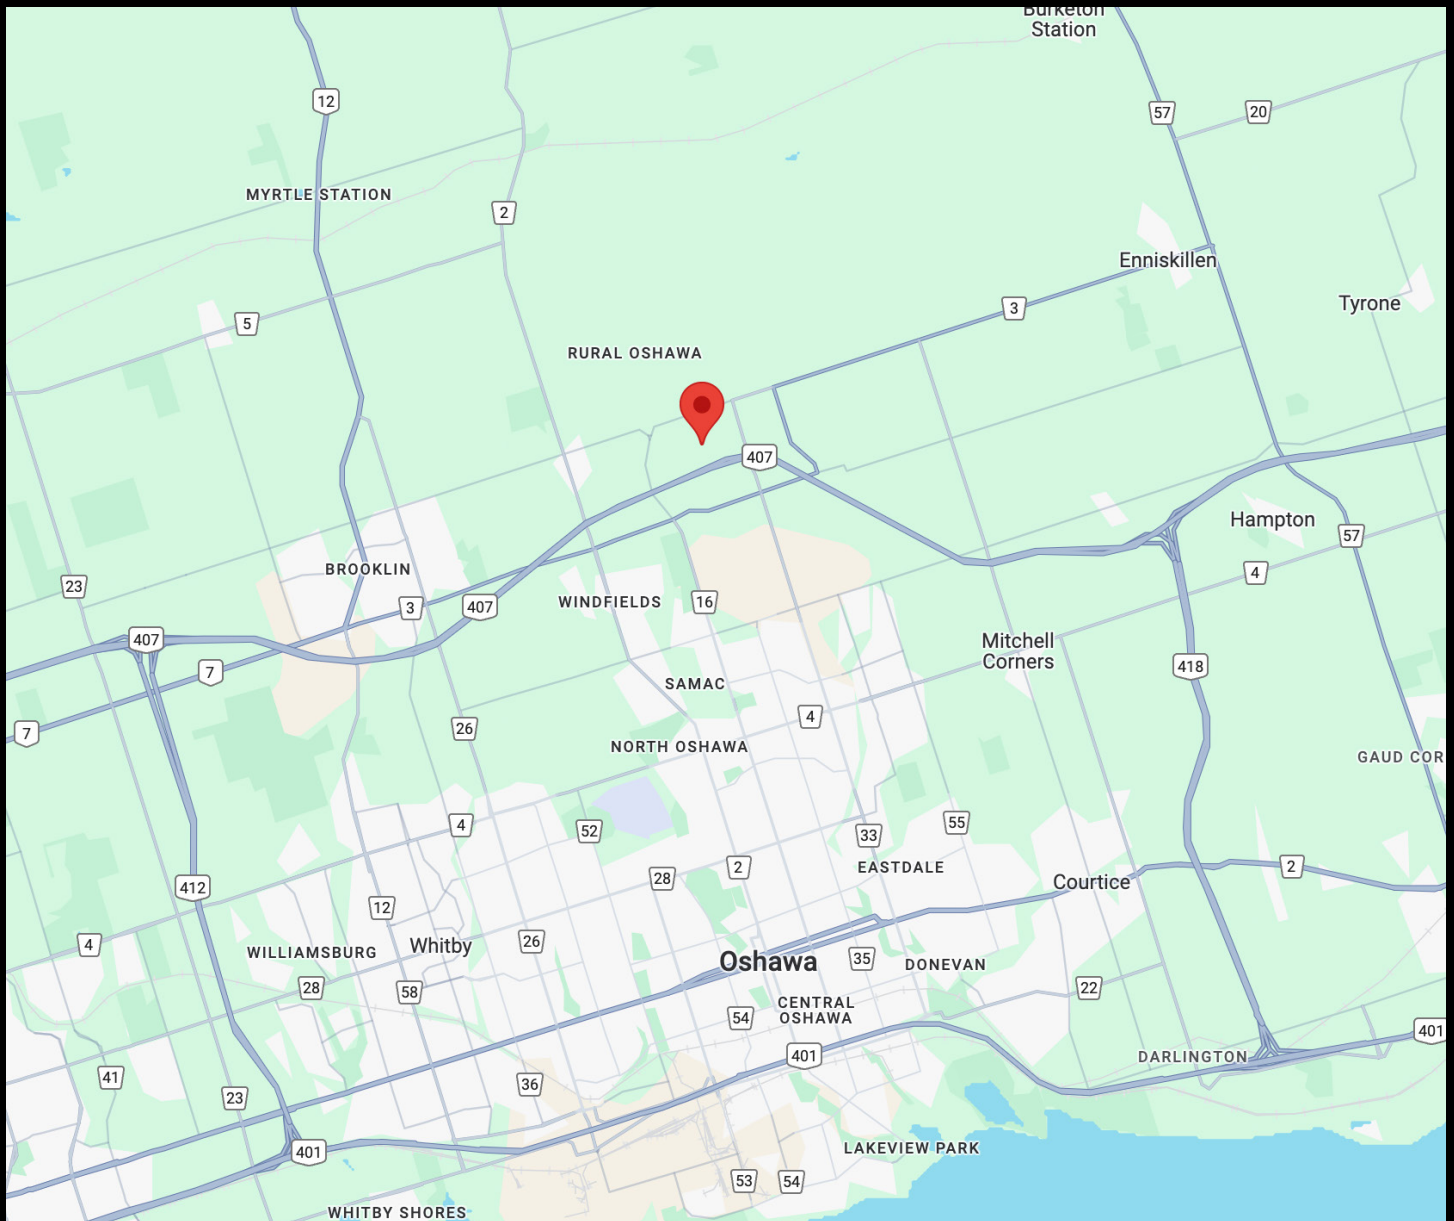 Burketon
Station
12
57
20
MYRTLE STATION
2
Enniskillen
3
Tyrone
5
RURAL OSHAWA
407
Hampton
57
BROOKLIN
4
23
3
407
WINDFIELDS
16
407
7
Mitchell
Corners
418
SAMAC
4
26
7
NORTH OSHAWA
GAUD COR
4
52
33
55
28
2
EASTDALE
2
Courtice
412
12
4
WILLIAMSBURG
Whitby
26
Oshawa
35
DONEVAN
28
58
22
CENTRAL
OSHAWA
54
401
401
DARLINGTON
41
36
23
401
LAKEVIEW PARK
53
54
WHITBY SHORES